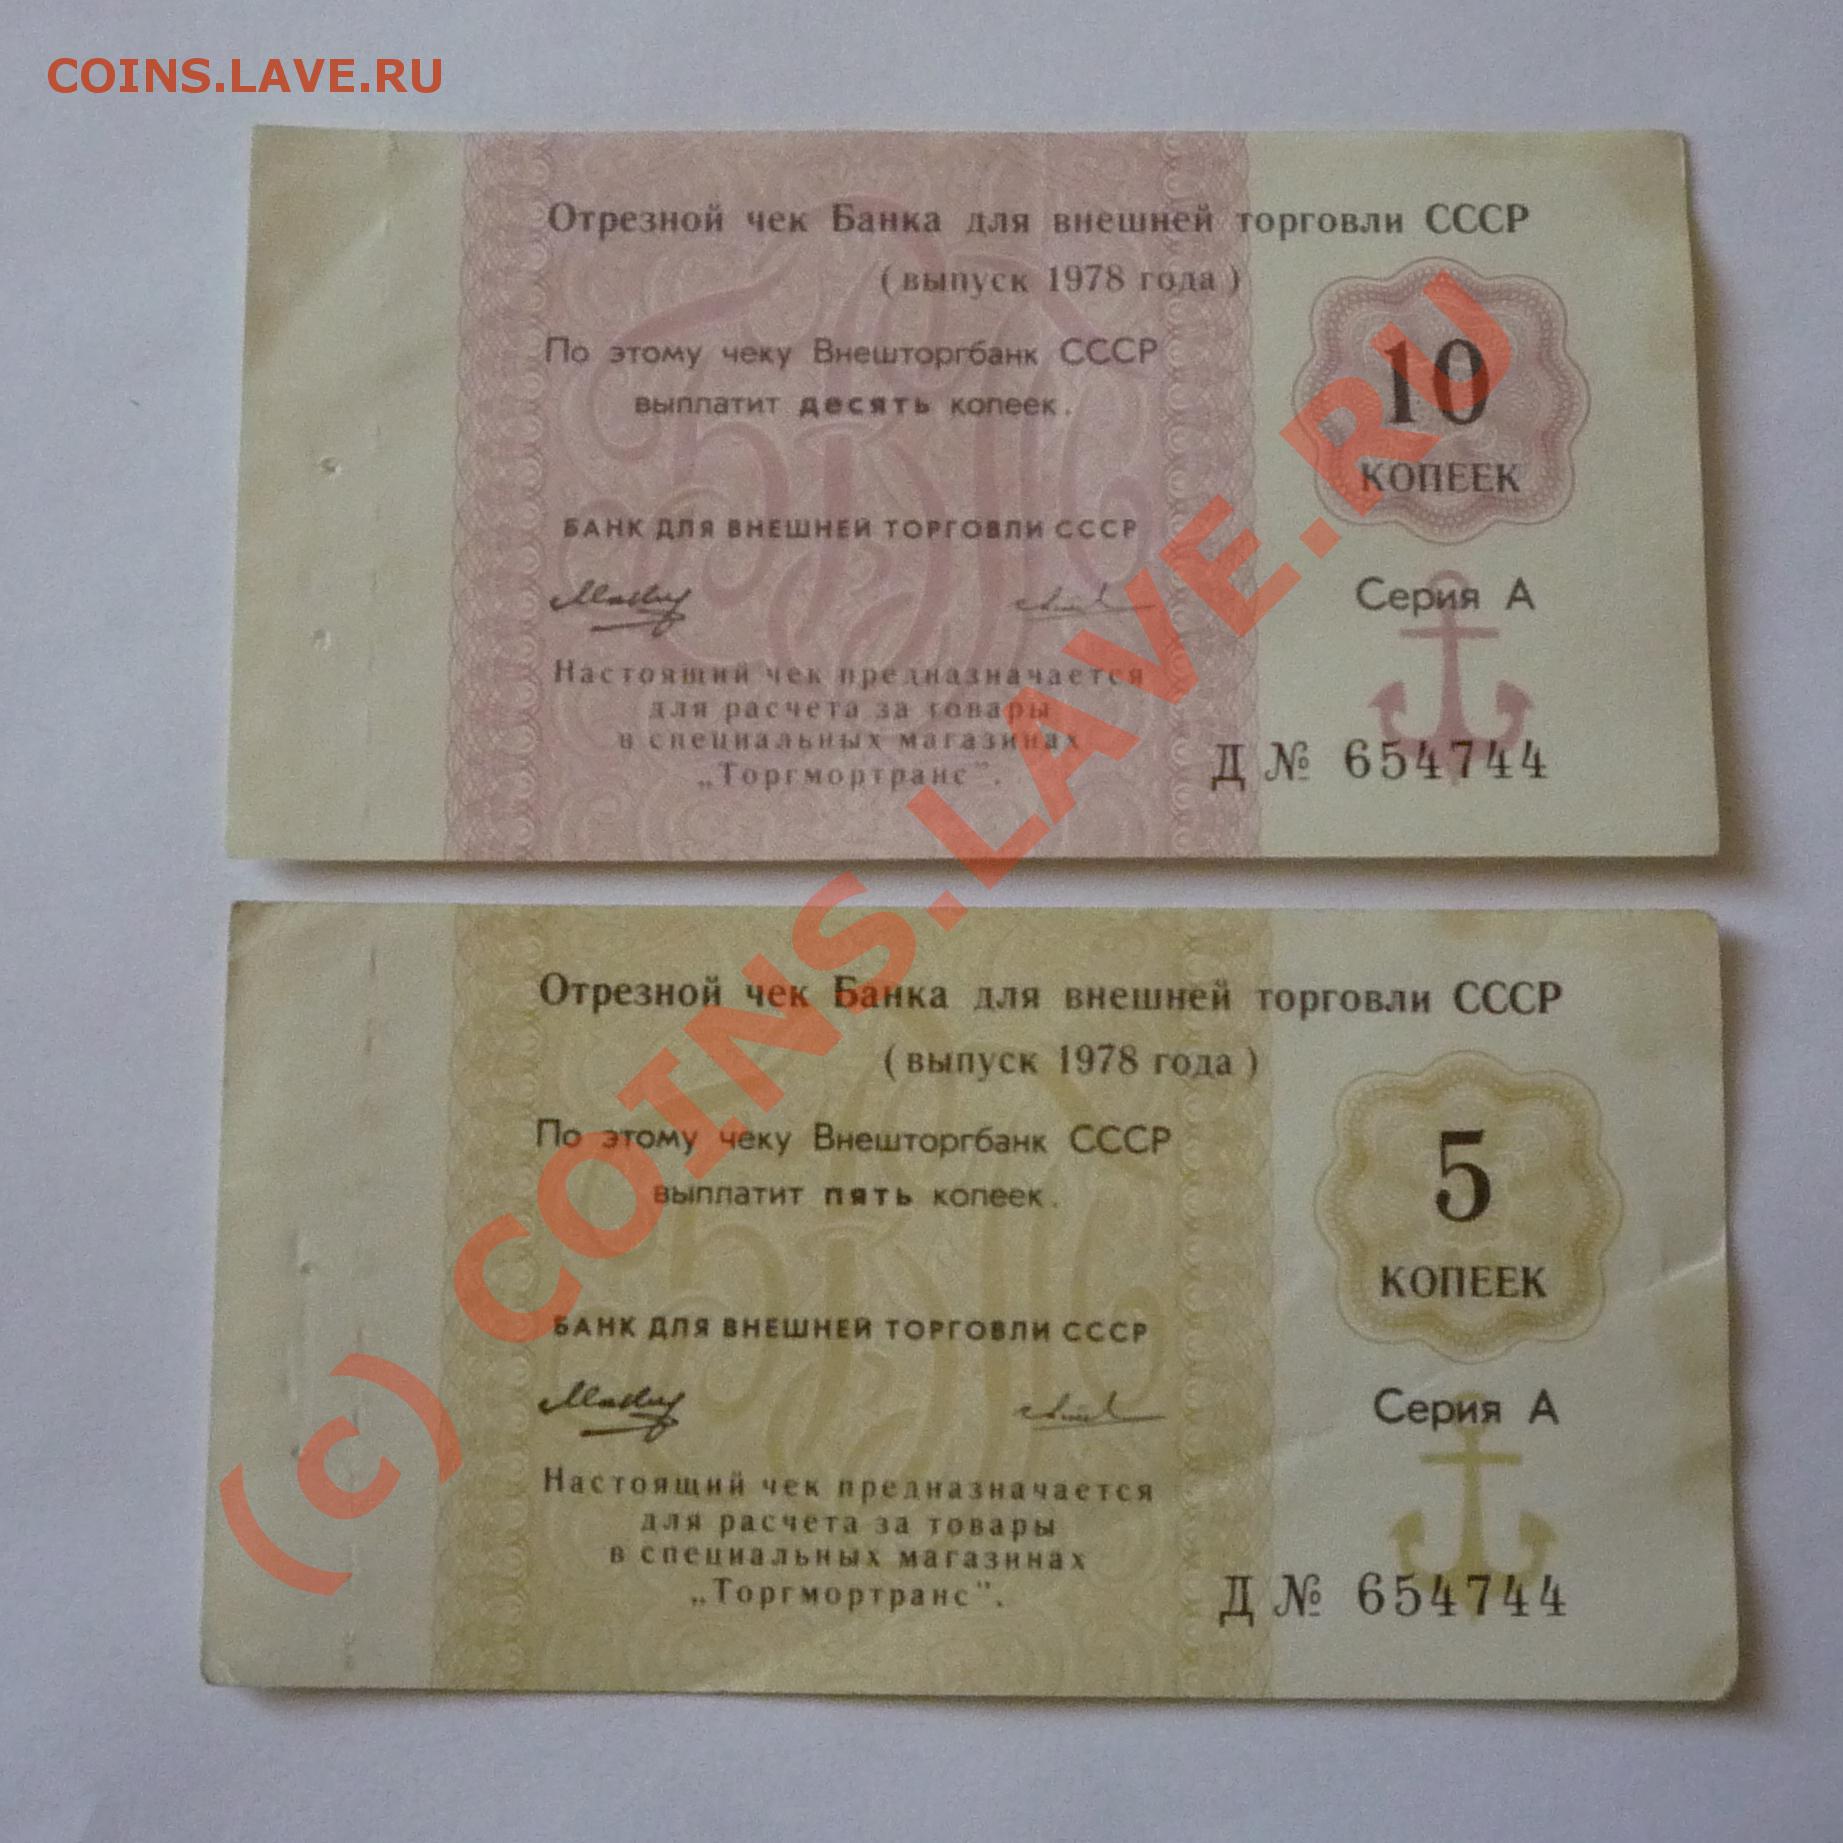 COINS.LAVE.RU
Отрезной чек Банка для внешней торговли СССР
(выпуск 1978 года)
По этому чеку Внешторгбанк СССР
выплатит десять копеек.
10
КОПЕЕК
БАНК ДЛЯ ВНЕШНЕЙ ТОРГОВЛИ СССР
Серия А
Настоящий чек предназначается
для расчета за товары
в специальных магазинах
„Торгмортранс".
Д № 654744
Отрезной чек Банка для внешней торговли СССР
(выпуск 1978 года)
По этому чеку Внешторгбанк СССР
выплатит пять копеек.
5
КОПЕЕК
БАНК ДЛЯ ВНЕШНЕЙ ТОРГОВЛИ СССР
Серия А
Настоящий чек предназначается
для расчета за товары
в специальных магазинах
„Торгмортранс".
Д № 654744
(c) COINS.LAVE.RU